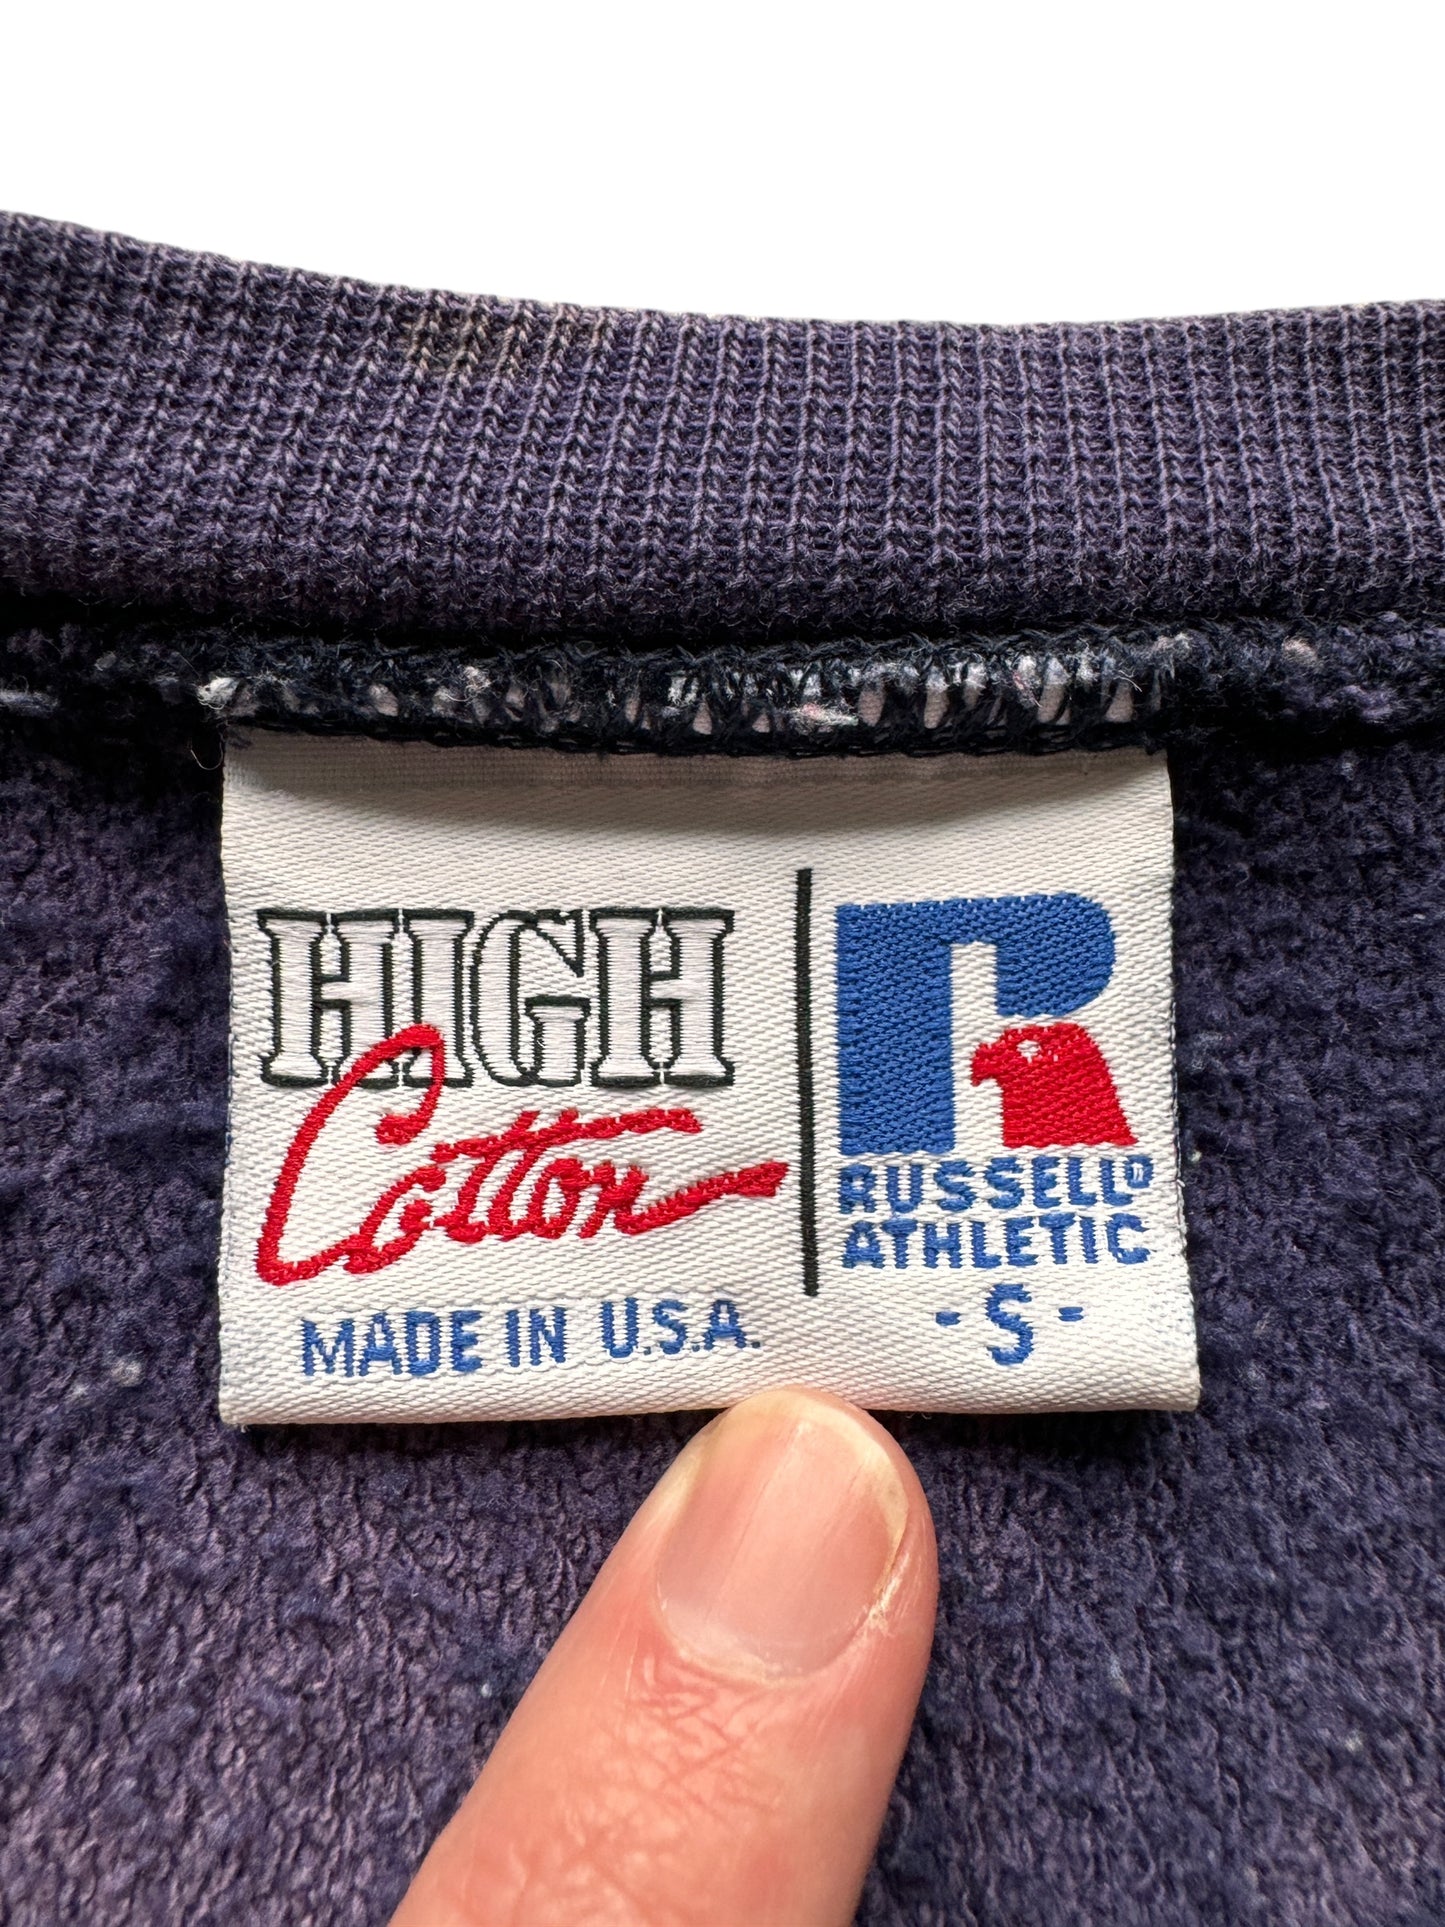 HIGH
Cotton
MADE IN U.S.A.
RUSSELL®
ATHLETIC
- S -